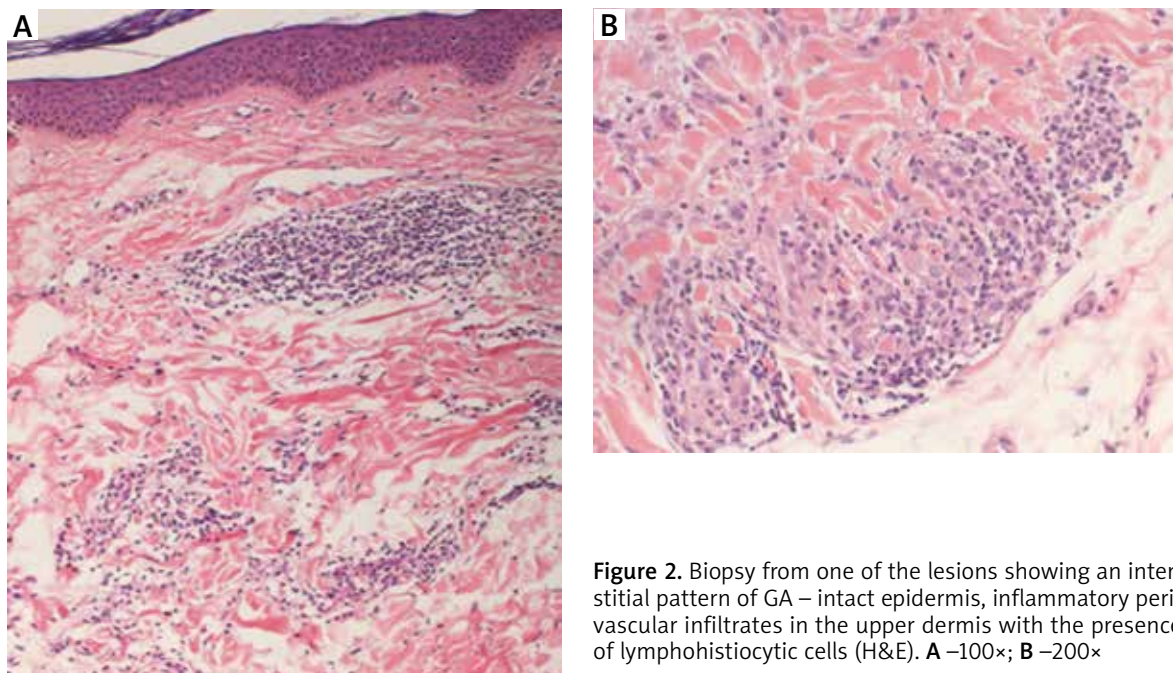 A
B
Figure 2. Biopsy from one of the lesions showing an inter
stitial pattern of GA – intact epidermis, inflammatory peri
vascular infiltrates in the upper dermis with the presence
of lymphohistiocytic cells (H&E). A –100×; B –200×